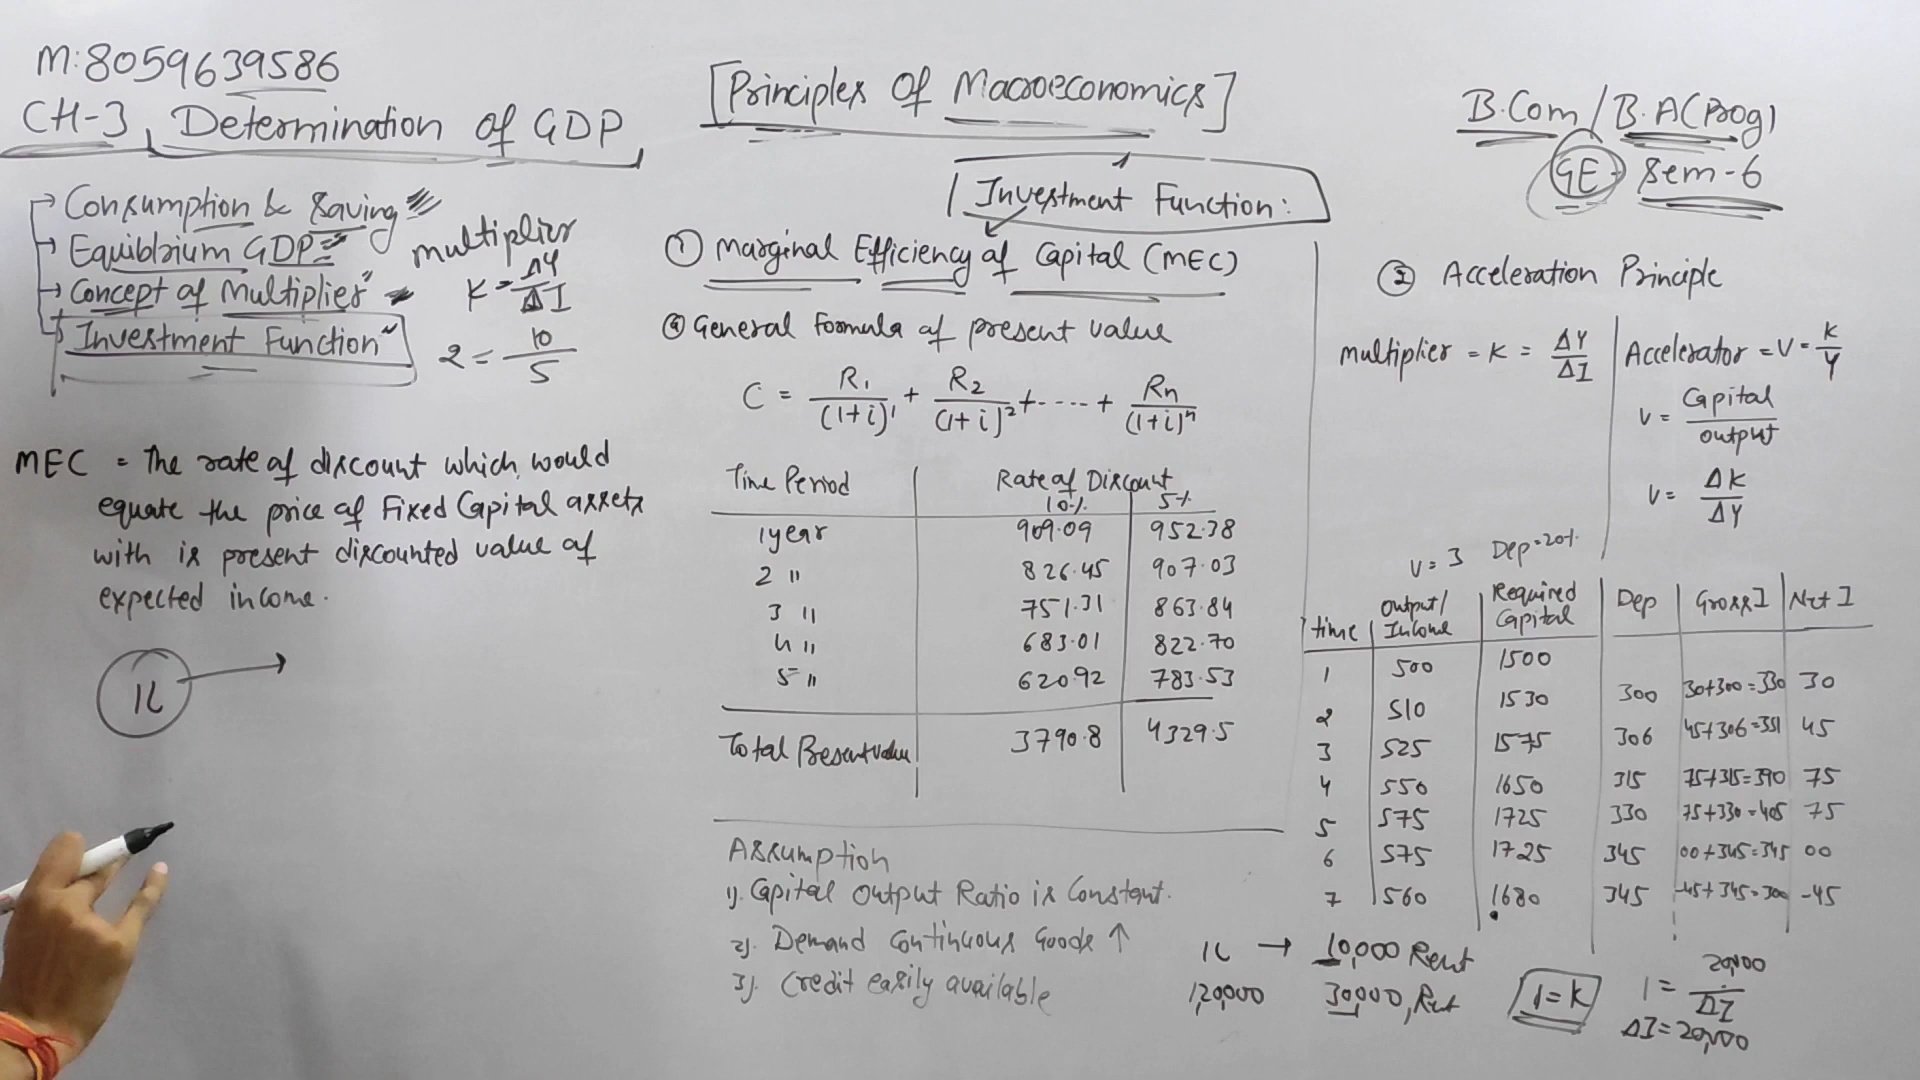 M:8059639586
CH-3, Determination of GDP
→ Consumption & Saving
→ Equiblrium GDP
→ Concept of Multiplier
Investment Function
multiplier
K = ΔY/ΔI
2 = 10/5
MEC = The rate of discount which would
equate the price of Fixed Capital assets
with is present discounted value of
expected income.
1L →
[Principles Of Macroeconomics]
Investment Function:
① Marginal Efficiency of Capital (MEC)
ⓐ General Formula of present value
C = R₁/(1+i)¹ + R₂/(1+i)² + ---- + Rn/(1+i)ⁿ
Time Period | Rate of Discount
10% | 5%
1 year | 909.09 | 952.38
2 " | 826.45 | 907.03
3 " | 751.31 | 863.84
4 " | 683.01 | 822.70
5 " | 62092 | 783.53
Total Present value | 3790.8 | 4329.5
Assumption
1). Capital Output Ratio is Constant.
2). Demand Continuous Goods ↑
3). Credit easily available
1L → 10,000 Rent
1,20,000 30,000, Rent
B.Com/B.A(Prog)
GE- Sem-6
② Acceleration Principle
multiplier = K = ΔY/ΔI | Accelerator = V = K/Y
V = Capital/output
V = ΔK/ΔY
V = 3 Dep = 20%
time | Output/Income | Required Capital | Dep | Gross I | Net I
1 | 500 | 1500
2 | 510 | 1530 | 300 | 30+300=330 | 30
3 | 525 | 1575 | 306 | 45+306=351 | 45
4 | 550 | 1650 | 315 | 75+315=390 | 75
5 | 575 | 1725 | 330 | 75+330=405 | 75
6 | 575 | 1725 | 345 | 00+345=345 | 00
7 | 560 | 1680 | 345 | -45+345=300 | -45
1=K
1 = 20,000/ΔI
ΔI = 20,000